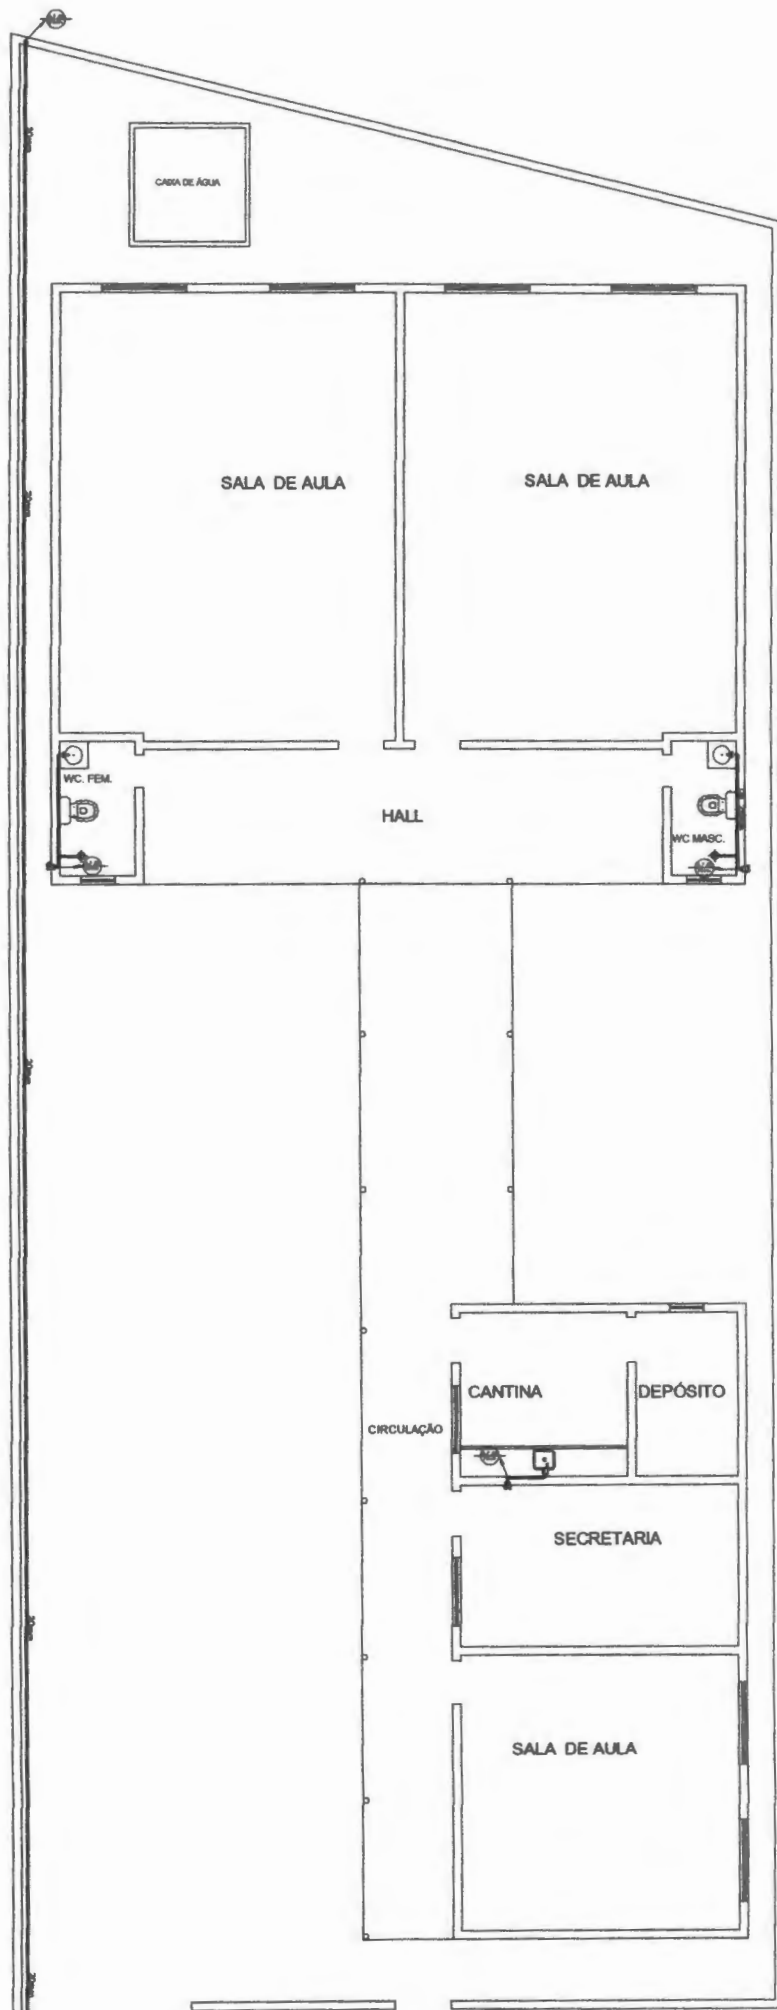 CAIXA DE ÁGUA
SALA DE AULA
SALA DE AULA
WC. FEM.
HALL
WC MASC.
CANTINA
DEPÓSITO
CIRCULAÇÃO
SECRETARIA
SALA DE AULA